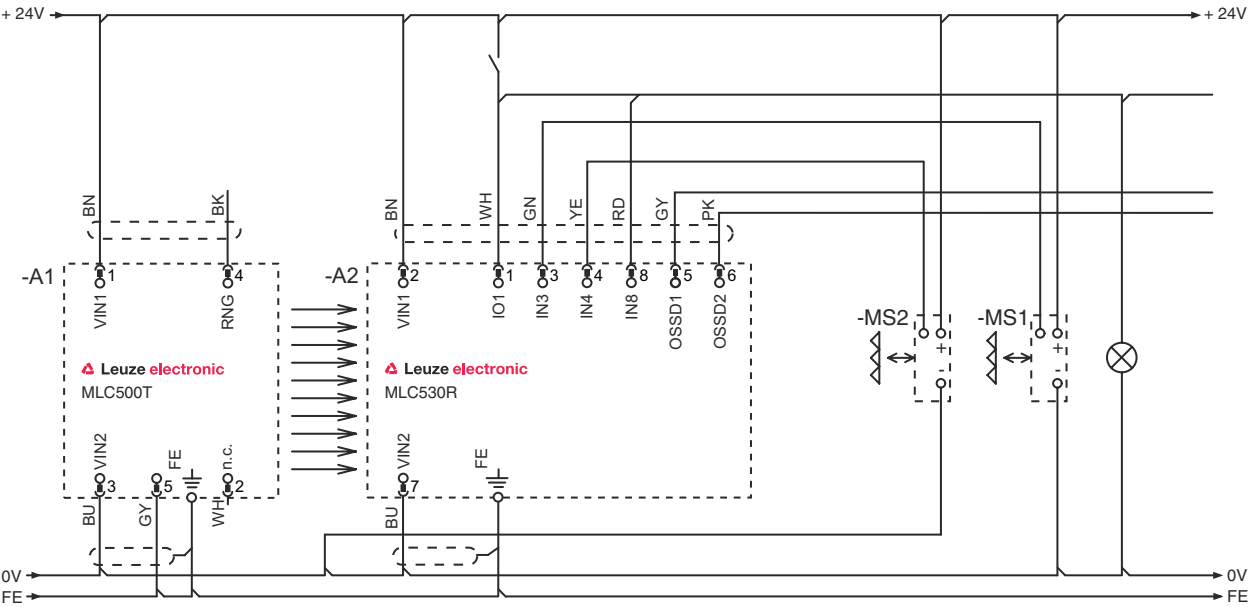 + 24V
+ 24V
BN
BK
BN
WH
GN
YE
RD
GY
PK
-A1
1
4
-A2
2
1
3
4
8
5
6
VIN1
RNG
VIN1
IO1
IN3
IN4
IN8
OSSD1
OSSD2
-MS2
-MS1
+
-
+
-
Leuze electronic
MLC500T
Leuze electronic
MLC530R
VIN2
FE
n.c.
VIN2
FE
3
5
2
7
BU
GY
WH
BU
0V
0V
FE
FE